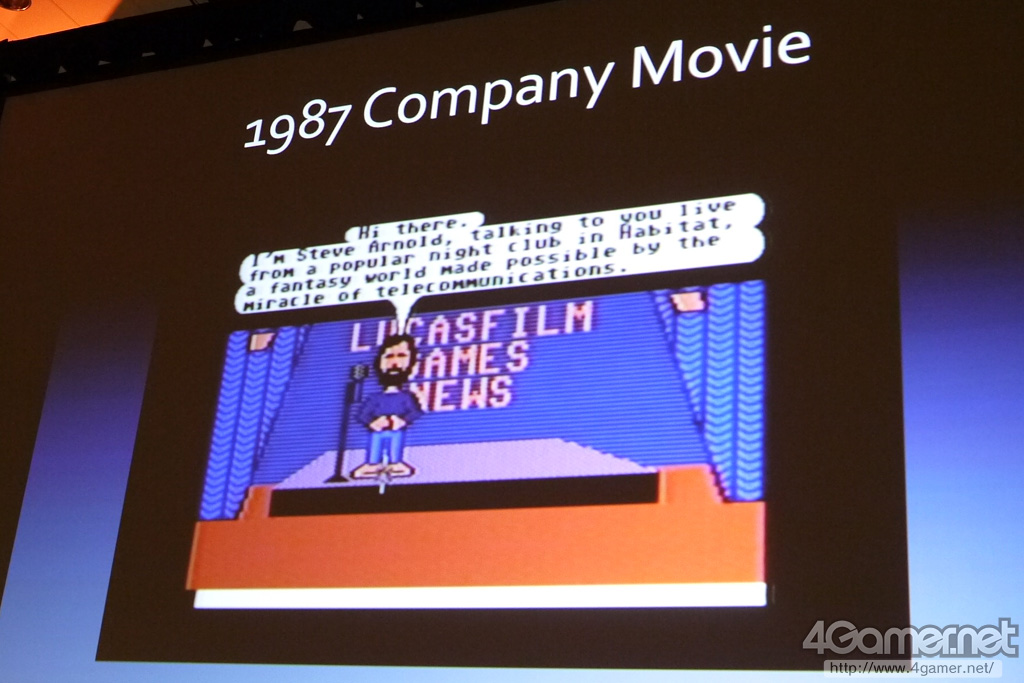 1987 Company Movie
Hi there.
I'm Steve Arnold, talking to you live
from a popular night club in Habitat,
a fantasy world made possible by the
miracle of telecommunications.
LUCASFILM
GAMES
NEWS
4Gamer.net
http://www.4gamer.net/